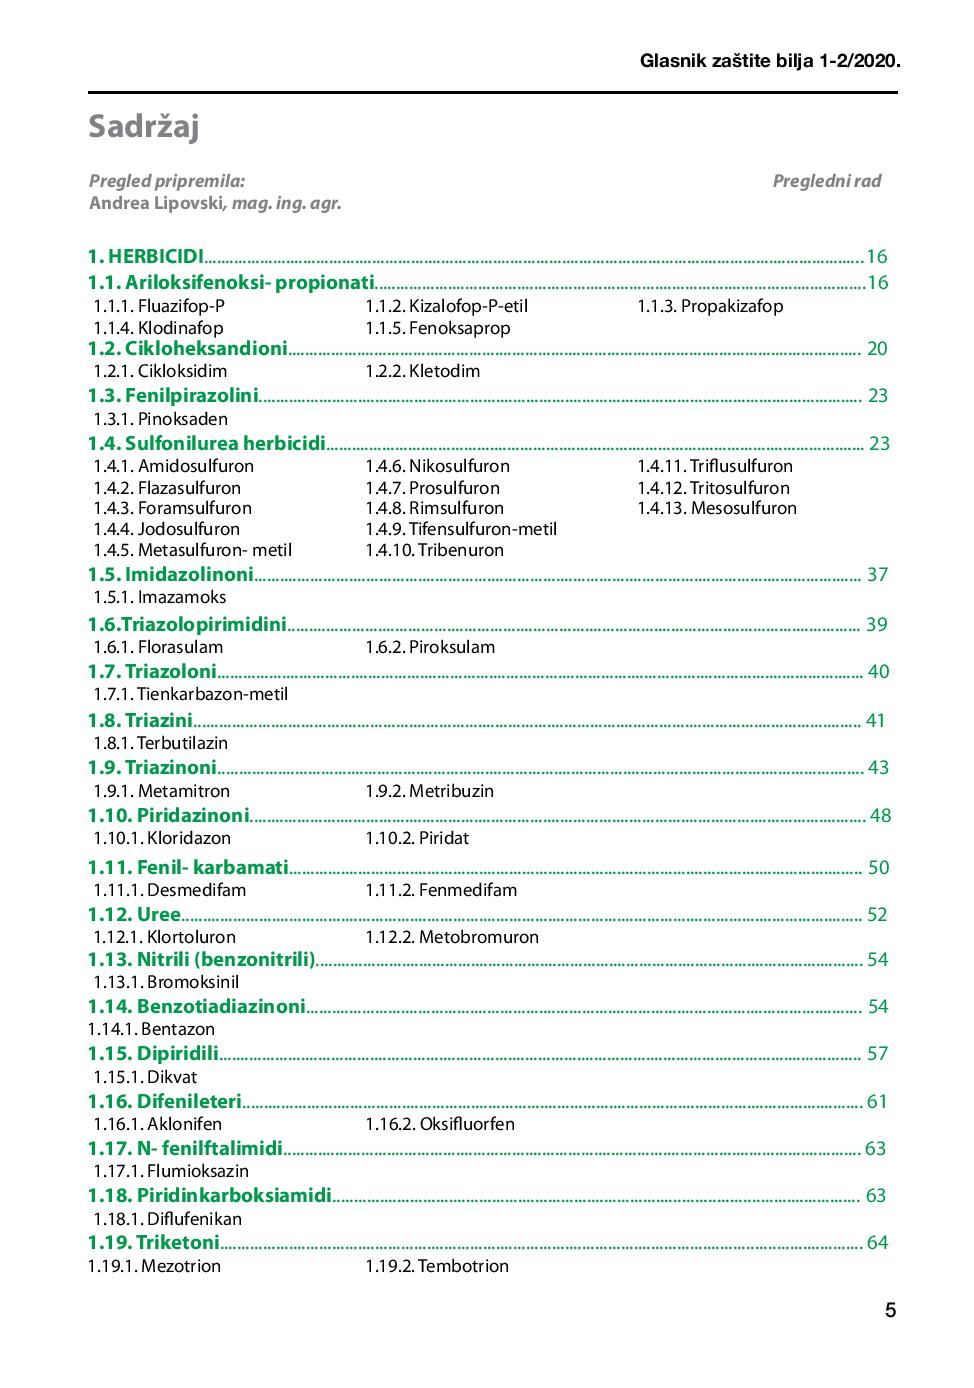 Glasnik zaštite bilja 1-2/2020.
Sadržaj
Pregled pripremila: Pregledni rad
Andrea Lipovski, mag. ing. agr.
1. HERBICIDI 16
1.1. Ariloksifenoksi- propionati 16
1.1.1. Fluazifop-P 1.1.2. Kizalofop-P-etil 1.1.3. Propakizafop
1.1.4. Klodinafop 1.1.5. Fenoksaprop
1.2. Cikloheksandioni 20
1.2.1. Cikloksidim 1.2.2. Kletodim
1.3. Fenilpirazolini 23
1.3.1. Pinoksaden
1.4. Sulfonilurea herbicidi 23
1.4.1. Amidosulfuron 1.4.6. Nikosulfuron 1.4.11. Triflusulfuron
1.4.2. Flazasulfuron 1.4.7. Prosulfuron 1.4.12. Tritosulfuron
1.4.3. Foramsulfuron 1.4.8. Rimsulfuron 1.4.13. Mesosulfuron
1.4.4. Jodosulfuron 1.4.9. Tifensulfuron-metil
1.4.5. Metasulfuron- metil 1.4.10. Tribenuron
1.5. Imidazolinoni 37
1.5.1. Imazamoks
1.6.Triazolopirimidini 39
1.6.1. Florasulam 1.6.2. Piroksulam
1.7. Triazoloni 40
1.7.1. Tienkarbazon-metil
1.8. Triazini 41
1.8.1. Terbutilazin
1.9. Triazinoni 43
1.9.1. Metamitron 1.9.2. Metribuzin
1.10. Piridazinoni 48
1.10.1. Kloridazon 1.10.2. Piridat
1.11. Fenil- karbamati 50
1.11.1. Desmedifam 1.11.2. Fenmedifam
1.12. Uree 52
1.12.1. Klortoluron 1.12.2. Metobromuron
1.13. Nitrili (benzonitrili) 54
1.13.1. Bromoksinil
1.14. Benzotiadiazinoni 54
1.14.1. Bentazon
1.15. Dipiridili 57
1.15.1. Dikvat
1.16. Difenileteri 61
1.16.1. Aklonifen 1.16.2. Oksifluorfen
1.17. N- fenilftalimidi 63
1.17.1. Flumioksazin
1.18. Piridinkarboksiamidi 63
1.18.1. Diflufenikan
1.19. Triketoni 64
1.19.1. Mezotrion 1.19.2. Tembotrion
5